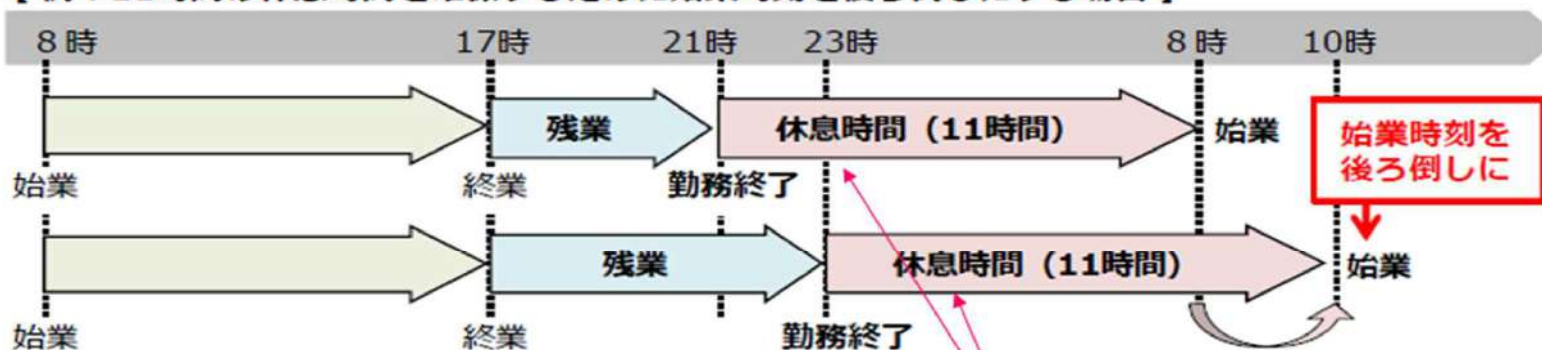 ８時 17時 21時 23時 ８時 10時
残業 休息時間（11時間） 始業
始業時刻を
後ろ倒しに
始業 終業 勤務終了
残業 休息時間（11時間） 始業
始業 終業 勤務終了